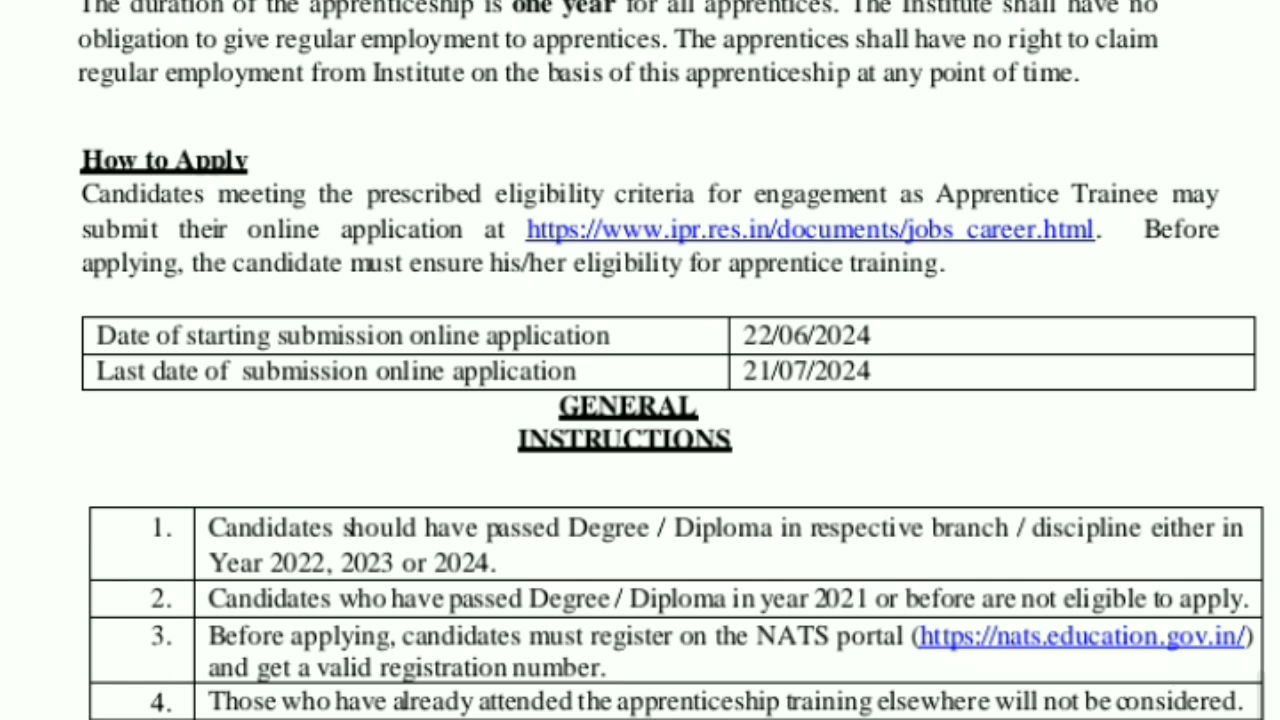 The duration of the apprenticeship is one year for all apprentices. The Institute shall have no
obligation to give regular employment to apprentices. The apprentices shall have no right to claim
regular employment from Institute on the basis of this apprenticeship at any point of time.
How to Apply
Candidates meeting the prescribed eligibility criteria for engagement as Apprentice Trainee may
submit their online application at https://www.ipr.res.in/documents/jobs_career.html. Before
applying, the candidate must ensure his/her eligibility for apprentice training.
Date of starting submission online application 22/06/2024
Last date of submission online application 21/07/2024
GENERAL
INSTRUCTIONS
1. Candidates should have passed Degree / Diploma in respective branch / discipline either in
Year 2022, 2023 or 2024.
2. Candidates who have passed Degree / Diploma in year 2021 or before are not eligible to apply.
3. Before applying, candidates must register on the NATS portal (https://nats.education.gov.in/)
and get a valid registration number.
4. Those who have already attended the apprenticeship training elsewhere will not be considered.